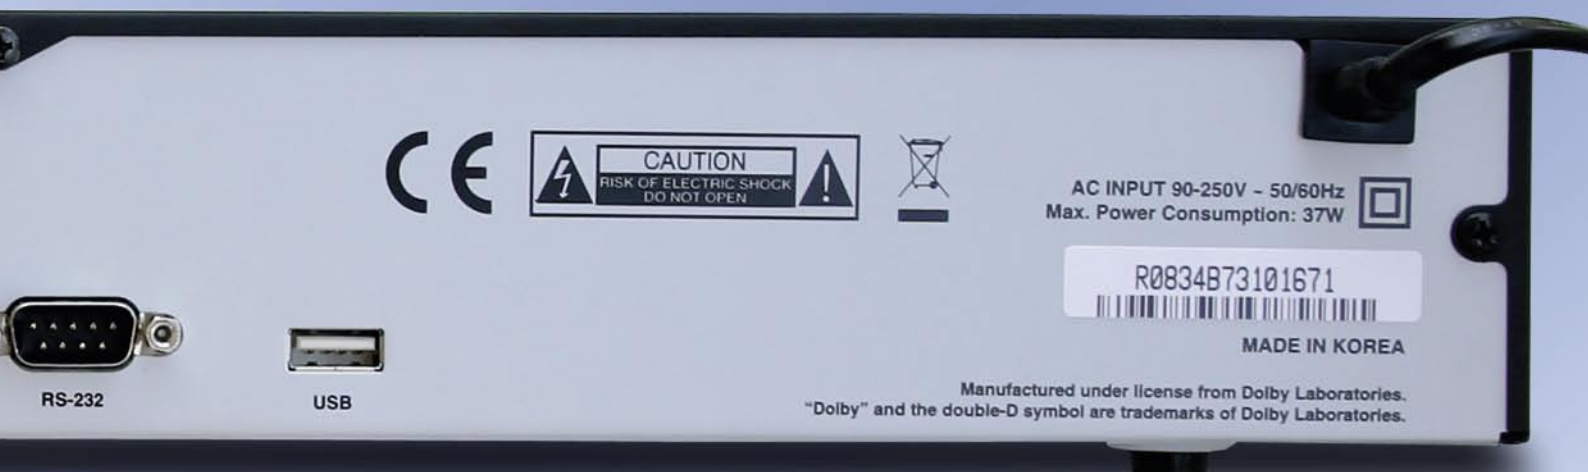 CE
CAUTION
RISK OF ELECTRIC SHOCK
DO NOT OPEN
AC INPUT 90-250V ~ 50/60Hz
Max. Power Consumption: 37W
R0834B73101671
MADE IN KOREA
RS-232
USB
Manufactured under license from Dolby Laboratories.
“Dolby” and the double-D symbol are trademarks of Dolby Laboratories.